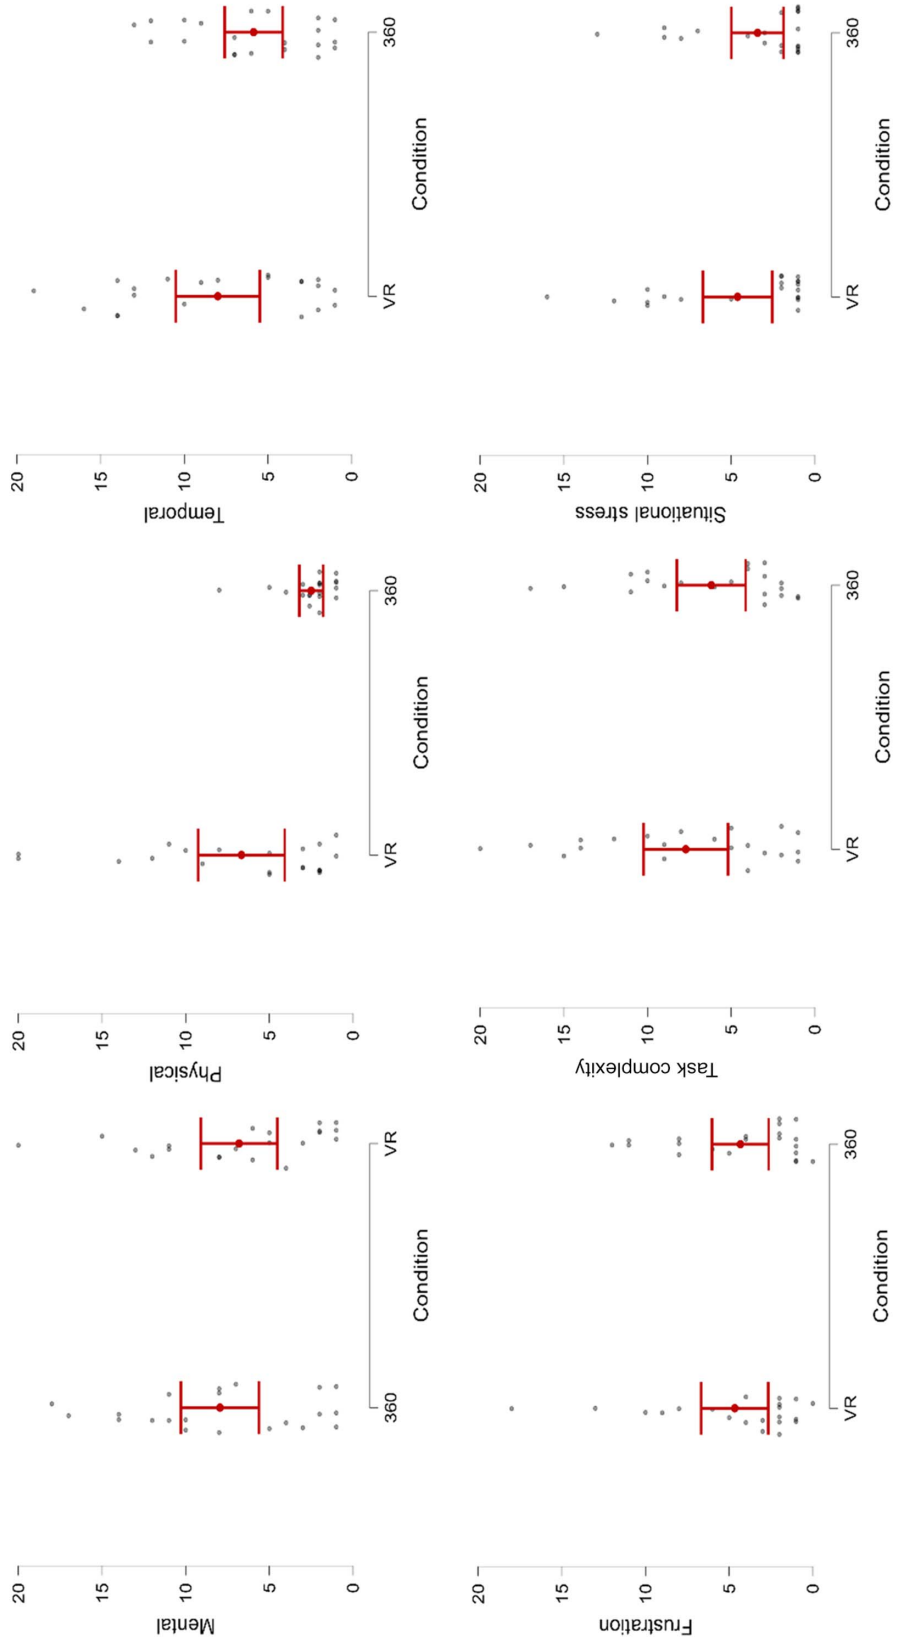 Mental
20
15
10
5
0
360
VR
Condition
Physical
20
15
10
5
0
VR
360
Condition
Temporal
20
15
10
5
0
VR
360
Condition
Frustration
20
15
10
5
0
VR
360
Condition
Task complexity
20
15
10
5
0
VR
360
Condition
Situational stress
20
15
10
5
0
VR
360
Condition